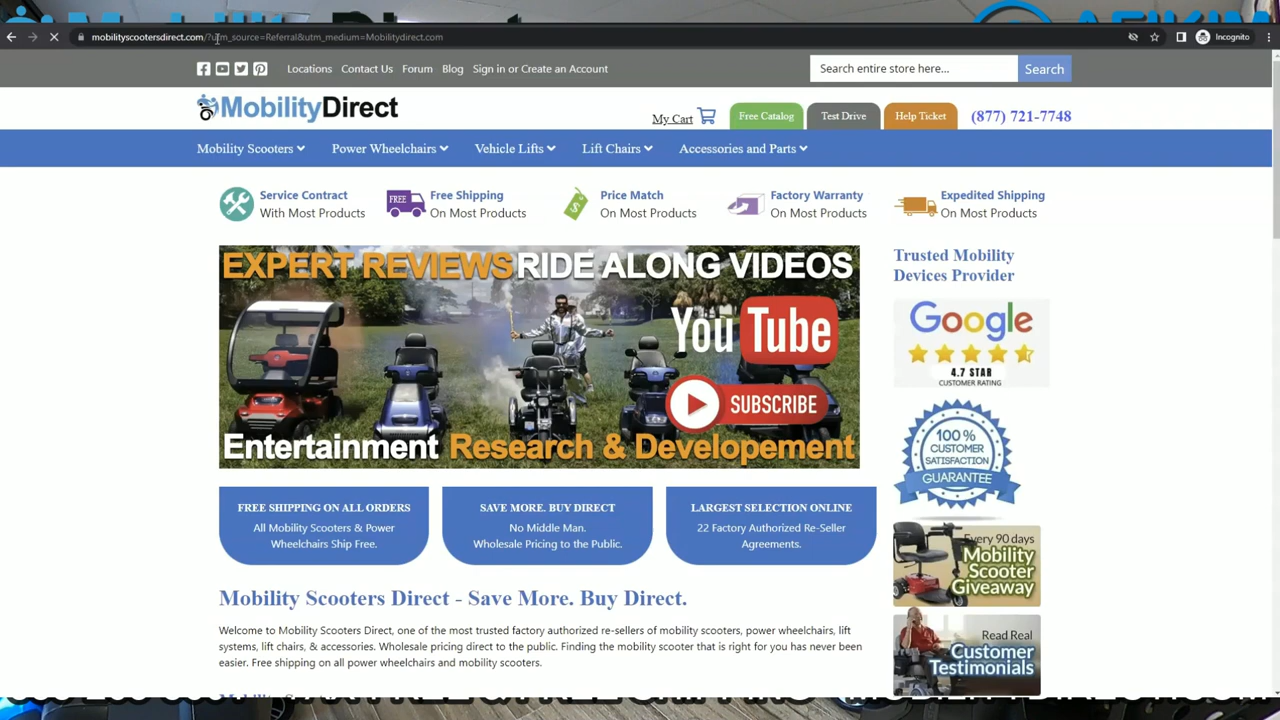 mobilityscootersdirect.com/?utm_source=Referral&utm_medium=Mobilitydirect.com
Incognito
Locations Contact Us Forum Blog Sign in or Create an Account
Search entire store here... Search
MobilityDirect
My Cart Free Catalog Test Drive Help Ticket (877) 721-7748
Mobility Scooters Power Wheelchairs Vehicle Lifts Lift Chairs Accessories and Parts
Service Contract
With Most Products
FREE
Free Shipping
On Most Products
Price Match
On Most Products
Factory Warranty
On Most Products
Expedited Shipping
On Most Products
EXPERT REVIEWS RIDE ALONG VIDEOS
YouTube
SUBSCRIBE
Entertainment Research & Developement
Trusted Mobility
Devices Provider
Google
4.7 STAR
CUSTOMER RATING
100 %
CUSTOMER
SATISFACTION
GUARANTEE
Every 90 days
Mobility
Scooter
Giveaway
Read Real
Customer
Testimonials
FREE SHIPPING ON ALL ORDERS
All Mobility Scooters & Power
Wheelchairs Ship Free.
SAVE MORE. BUY DIRECT
No Middle Man.
Wholesale Pricing to the Public.
LARGEST SELECTION ONLINE
22 Factory Authorized Re-Seller
Agreements.
Mobility Scooters Direct - Save More. Buy Direct.
Welcome to Mobility Scooters Direct, one of the most trusted factory authorized re-sellers of mobility scooters, power wheelchairs, lift
systems, lift chairs, & accessories. Wholesale pricing direct to the public. Finding the mobility scooter that is right for you has never been
easier. Free shipping on all power wheelchairs and mobility scooters.